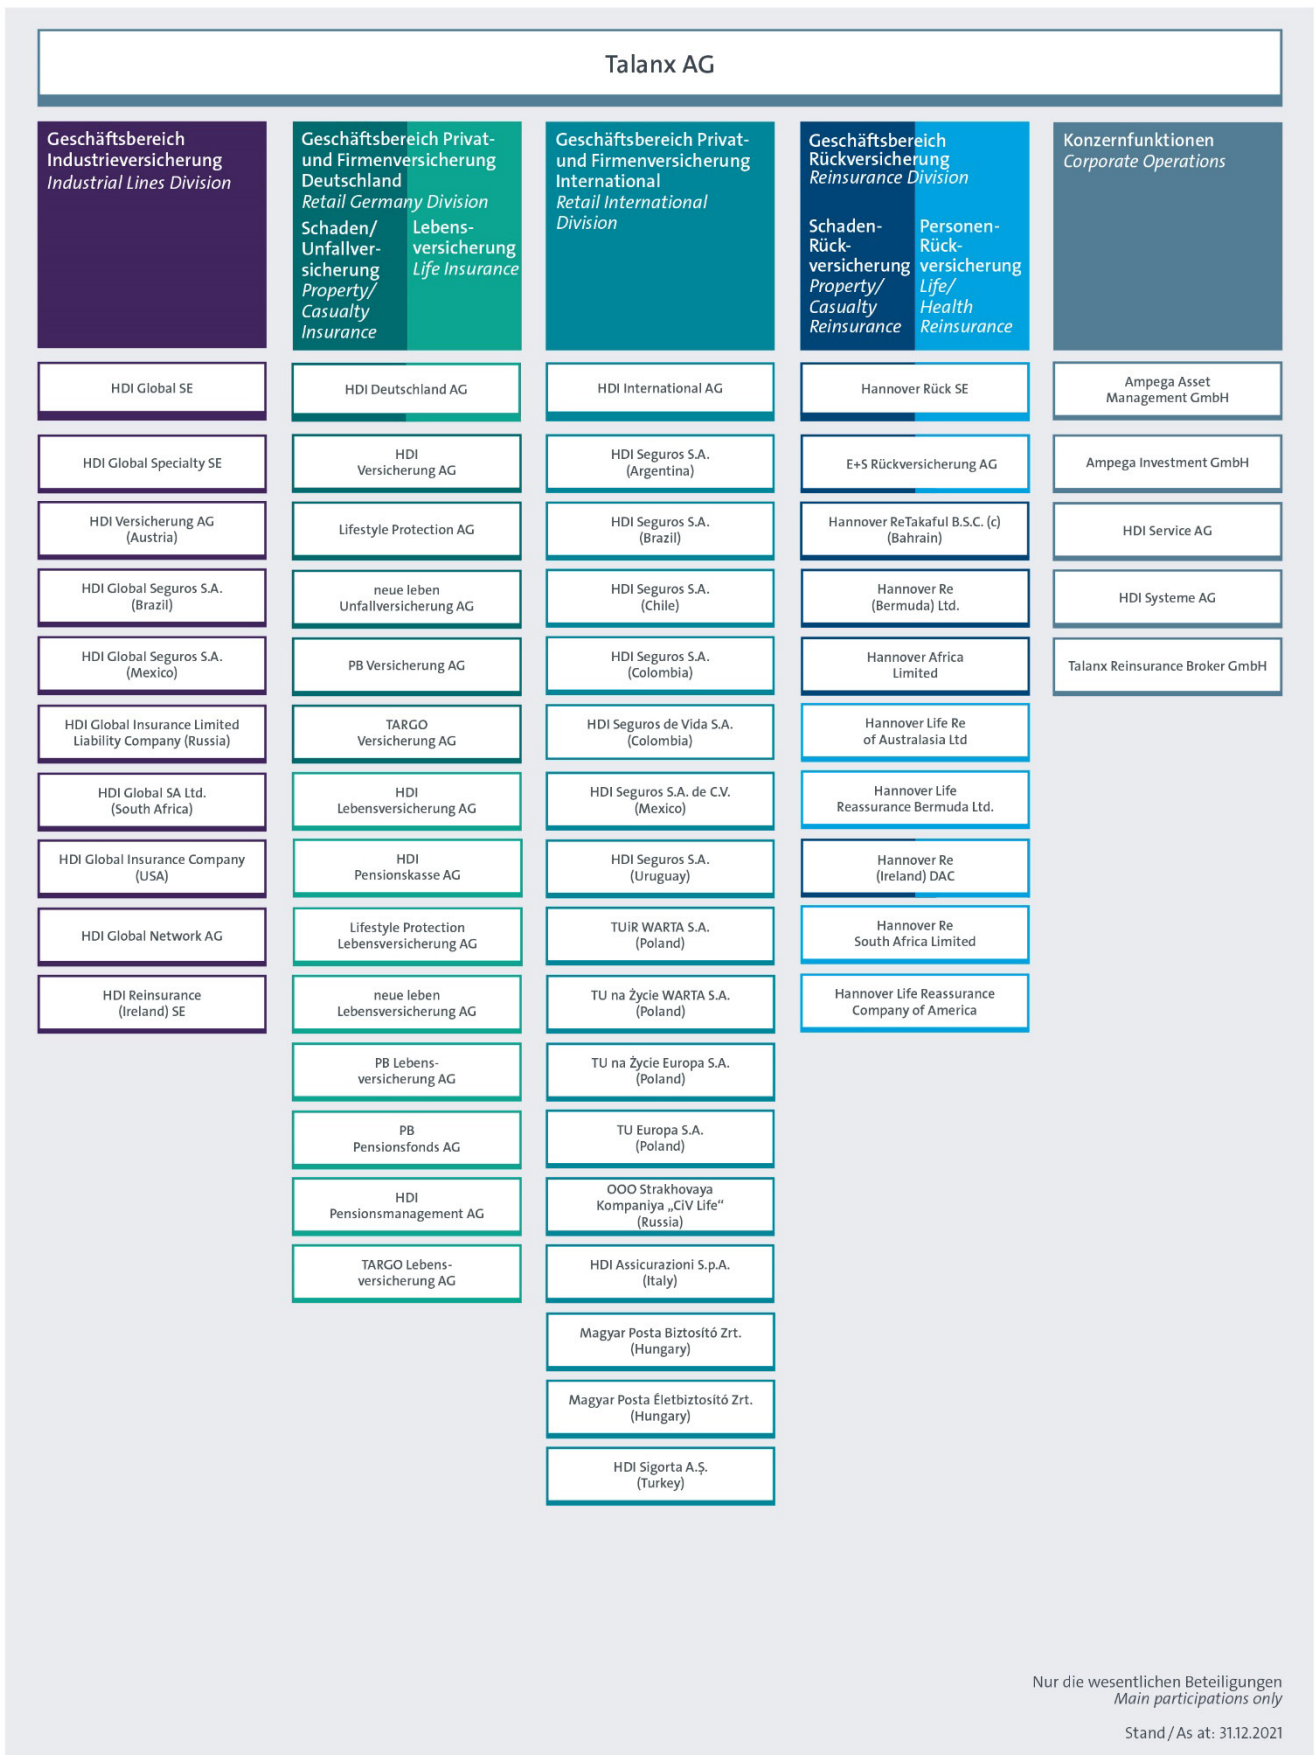 Talanx AG
Geschäftsbereich
Industrieversicherung
Industrial Lines Division
Geschäftsbereich Privat-
und Firmenversicherung
Deutschland
Retail Germany Division
Schaden/
Unfallver-
sicherung
Property/
Casualty
Insurance
Lebens-
versicherung
Life Insurance
Geschäftsbereich Privat-
und Firmenversicherung
International
Retail International
Division
Geschäftsbereich
Rückversicherung
Reinsurance Division
Schaden-
Rück-
versicherung
Property/
Casualty
Reinsurance
Personen-
Rück-
versicherung
Life/
Health
Reinsurance
Konzernfunktionen
Corporate Operations
HDI Global SE
HDI Global Specialty SE
HDI Versicherung AG
(Austria)
HDI Global Seguros S.A.
(Brazil)
HDI Global Seguros S.A.
(Mexico)
HDI Global Insurance Limited
Liability Company (Russia)
HDI Global SA Ltd.
(South Africa)
HDI Global Insurance Company
(USA)
HDI Global Network AG
HDI Reinsurance
(Ireland) SE
HDI Deutschland AG
HDI
Versicherung AG
Lifestyle Protection AG
neue leben
Unfallversicherung AG
PB Versicherung AG
TARGO
Versicherung AG
HDI
Lebensversicherung AG
HDI
Pensionskasse AG
Lifestyle Protection
Lebensversicherung AG
neue leben
Lebensversicherung AG
PB Lebens-
versicherung AG
PB
Pensionsfonds AG
HDI
Pensionsmanagement AG
TARGO Lebens-
versicherung AG
HDI International AG
HDI Seguros S.A.
(Argentina)
HDI Seguros S.A.
(Brazil)
HDI Seguros S.A.
(Chile)
HDI Seguros S.A.
(Colombia)
HDI Seguros de Vida S.A.
(Colombia)
HDI Seguros S.A. de C.V.
(Mexico)
HDI Seguros S.A.
(Uruguay)
TUiR WARTA S.A.
(Poland)
TU na Życie WARTA S.A.
(Poland)
TU na Życie Europa S.A.
(Poland)
TU Europa S.A.
(Poland)
OOO Strakhovaya
Kompaniya „CiV Life“
(Russia)
HDI Assicurazioni S.p.A.
(Italy)
Magyar Posta Biztosító Zrt.
(Hungary)
Magyar Posta Életbiztosító Zrt.
(Hungary)
HDI Sigorta A.Ş.
(Turkey)
Hannover Rück SE
E+S Rückversicherung AG
Hannover ReTakaful B.S.C. (c)
(Bahrain)
Hannover Re
(Bermuda) Ltd.
Hannover Africa
Limited
Hannover Life Re
of Australasia Ltd
Hannover Life
Reassurance Bermuda Ltd.
Hannover Re
(Ireland) DAC
Hannover Re
South Africa Limited
Hannover Life Reassurance
Company of America
Ampega Asset
Management GmbH
Ampega Investment GmbH
HDI Service AG
HDI Systeme AG
Talanx Reinsurance Broker GmbH
Nur die wesentlichen Beteiligungen
Main participations only
Stand / As at: 31.12.2021